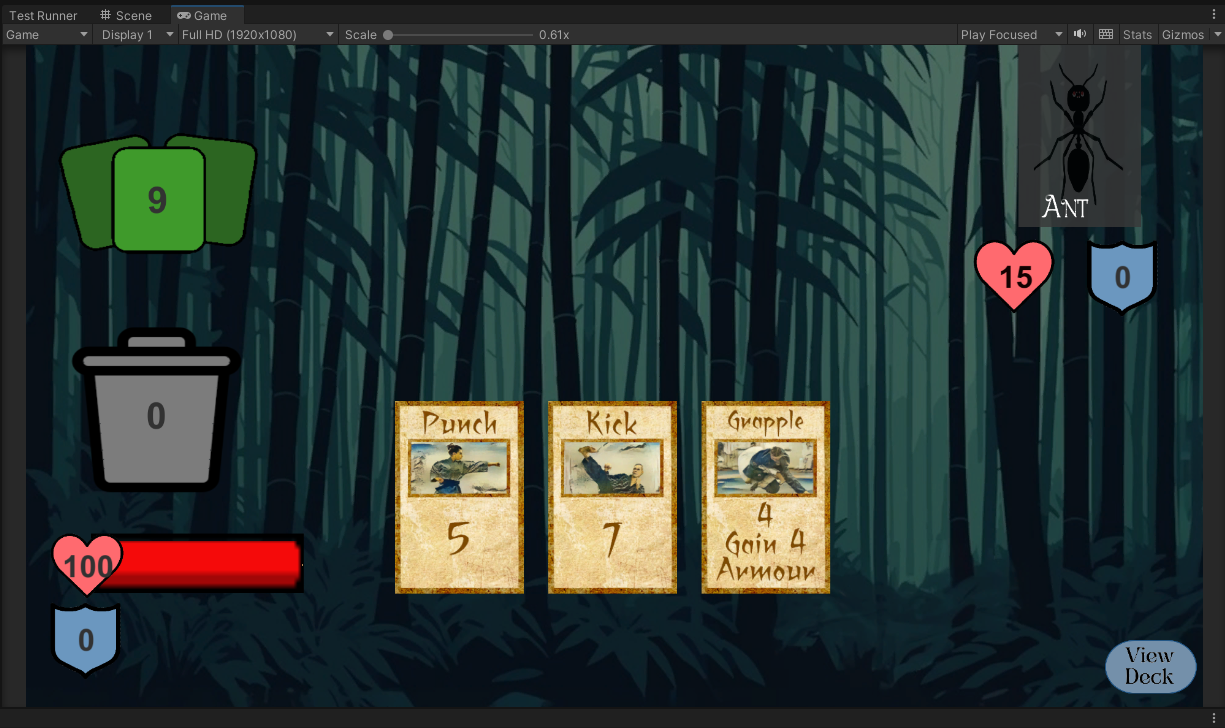 Test Runner
Scene
Game
Game
Display 1
Full HD (1920x1080)
Scale
0.61x
Play Focused
Stats
Gizmos
9
Ant
15
0
0
Punch
5
Kick
7
Grapple
4
Gain 4
Armour
100
0
View
Deck